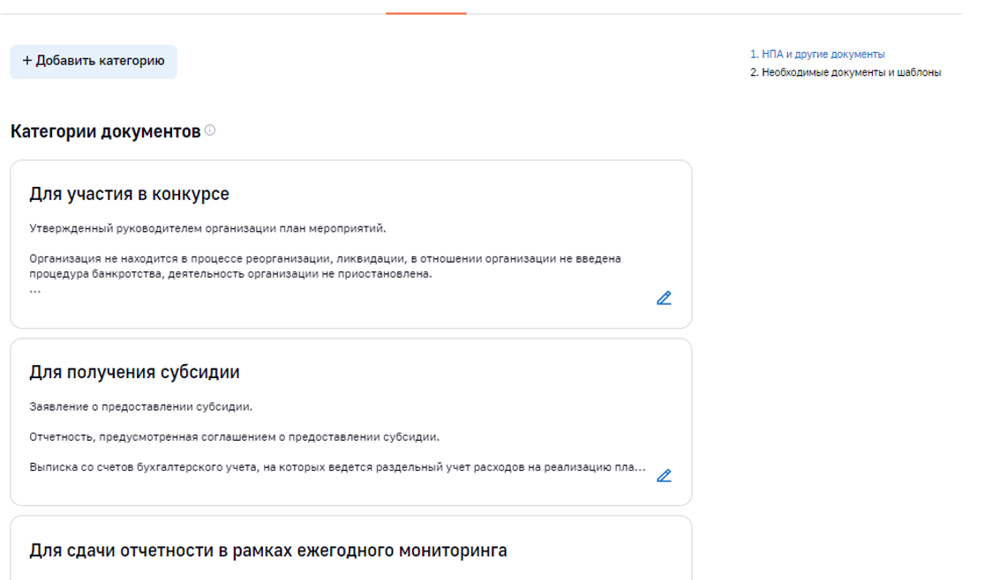 + Добавить категорию
1. НПА и другие документы
2. Необходимые документы и шаблоны
Категории документов
Для участия в конкурсе
Утвержденный руководителем организации план мероприятий.
Организация не находится в процессе реорганизации, ликвидации, в отношении организации не введена
процедура банкротства, деятельность организации не приостановлена.
...
Для получения субсидии
Заявление о предоставлении субсидии.
Отчетность, предусмотренная соглашением о предоставлении субсидии.
Выписка со счетов бухгалтерского учета, на которых ведется раздельный учет расходов на реализацию пла...
Для сдачи отчетности в рамках ежегодного мониторинга